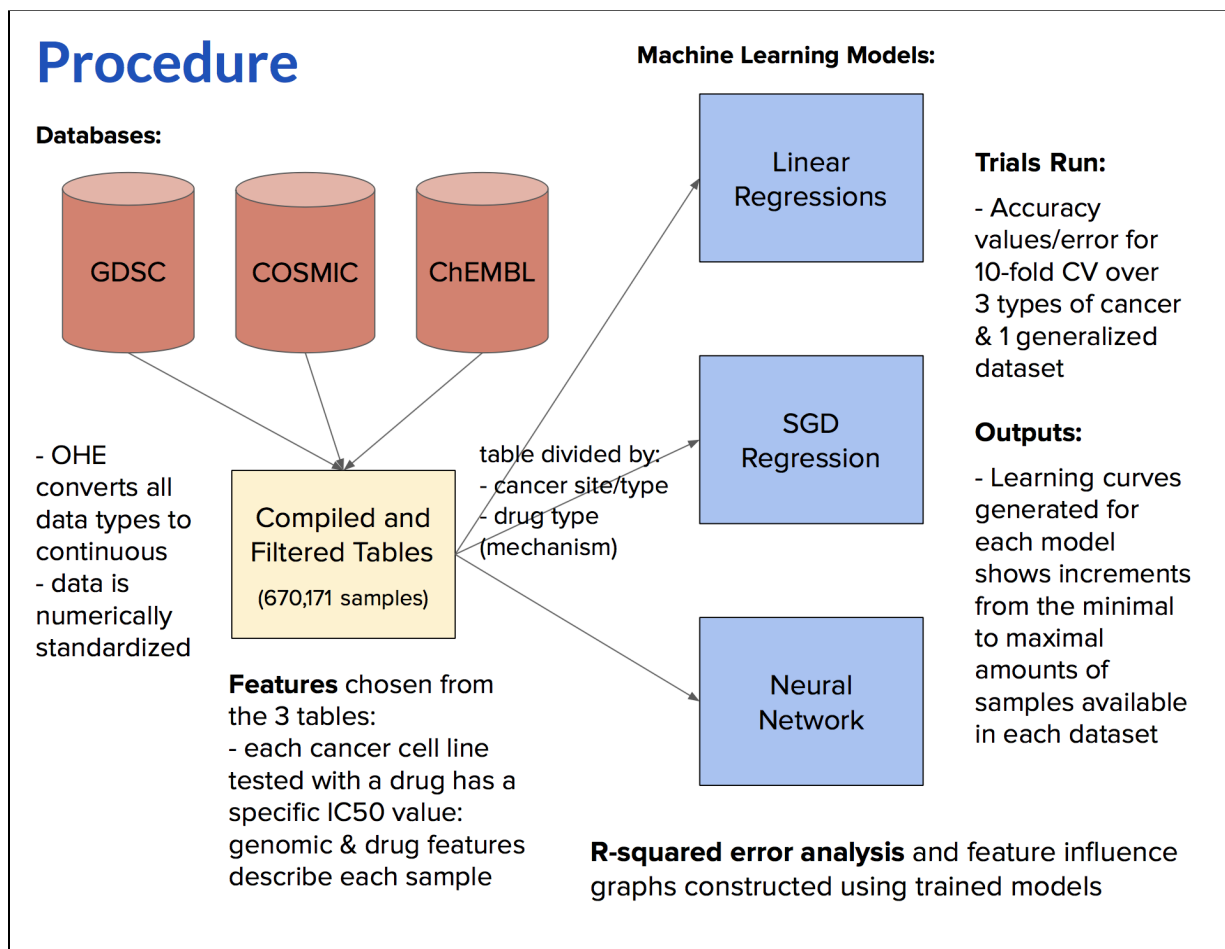 Procedure
Databases:
GDSC
COSMIC
ChEMBL
- OHE
converts all
data types to
continuous
- data is
numerically
standardized
Compiled and
Filtered Tables
(670,171 samples)
Features chosen from
the 3 tables:
- each cancer cell line
tested with a drug has a
specific IC50 value:
genomic & drug features
describe each sample
table divided by:
- cancer site/type
- drug type
(mechanism)
Machine Learning Models:
Linear
Regressions
SGD
Regression
Neural
Network
Trials Run:
- Accuracy
values/error for
10-fold CV over
3 types of cancer
& 1 generalized
dataset
Outputs:
- Learning curves
generated for
each model
shows increments
from the minimal
to maximal
amounts of
samples available
in each dataset
R-squared error analysis and feature influence
graphs constructed using trained models